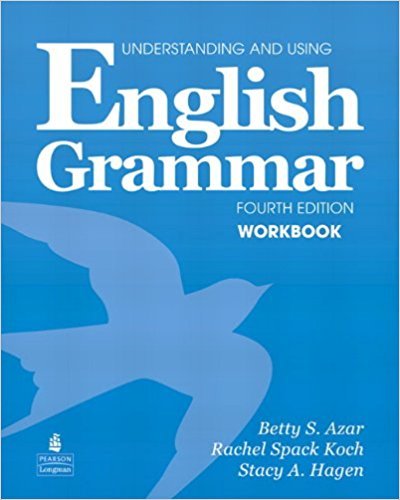 UNDERSTANDING AND USING
English
Grammar
FOURTH EDITION
WORKBOOK
Betty S. Azar
Rachel Spack Koch
Stacy A. Hagen
PEARSON
Longman